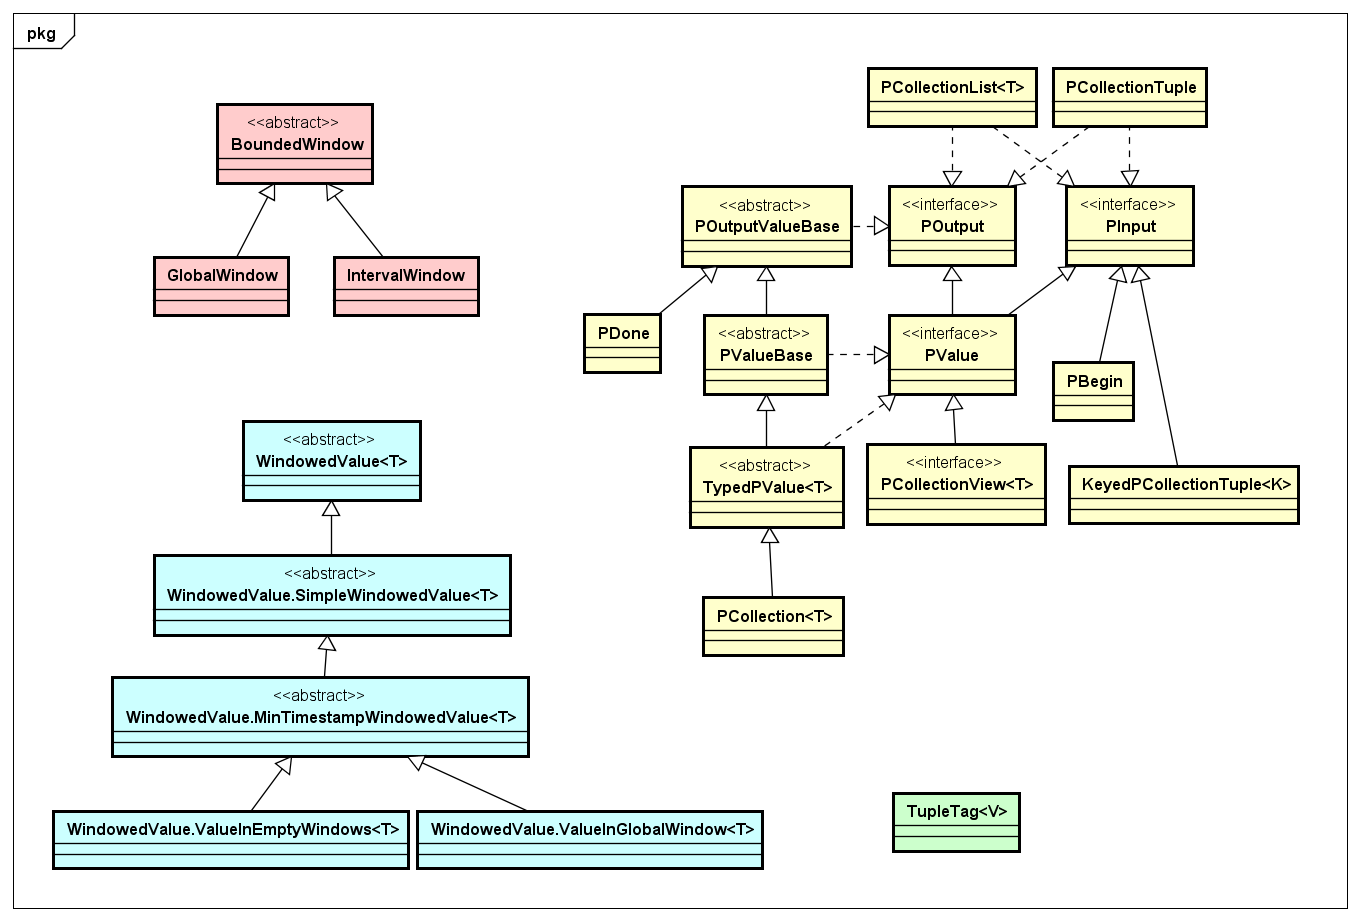 pkg
PCollectionList<T>
PCollectionTuple
<<abstract>>
BoundedWindow
<<abstract>>
POutputValueBase
<<interface>>
POutput
<<interface>>
PInput
GlobalWindow
IntervalWindow
PDone
<<abstract>>
PValueBase
<<interface>>
PValue
PBegin
<<abstract>>
WindowedValue<T>
<<abstract>>
TypedPValue<T>
<<interface>>
PCollectionView<T>
KeyedPCollectionTuple<K>
<<abstract>>
WindowedValue.SimpleWindowedValue<T>
PCollection<T>
<<abstract>>
WindowedValue.MinTimestampWindowedValue<T>
WindowedValue.ValueInEmptyWindows<T>
WindowedValue.ValueInGlobalWindow<T>
TupleTag<V>